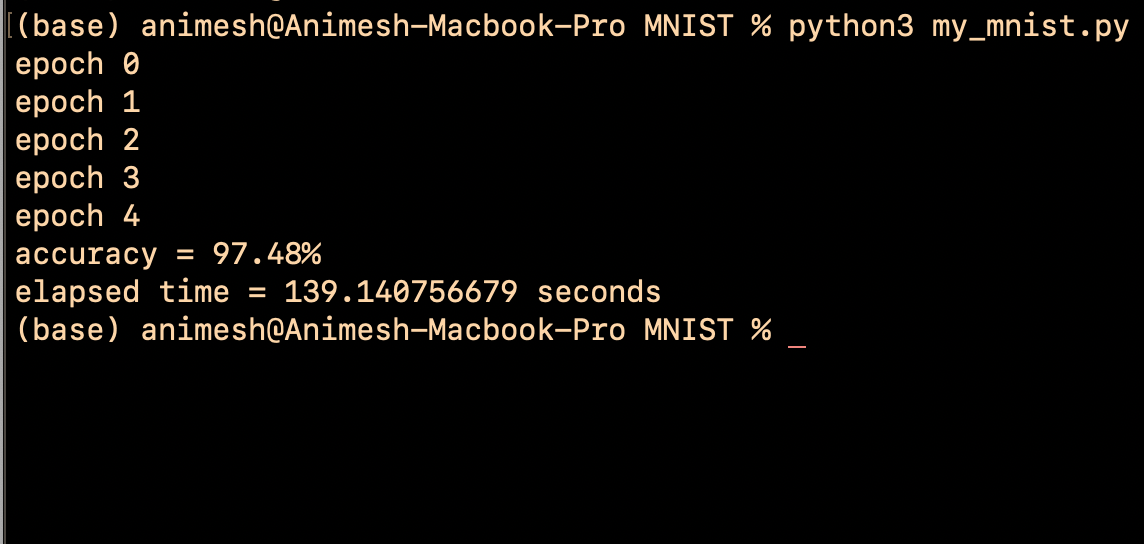 [(base) animesh@Animesh-Macbook-Pro MNIST % python3 my_mnist.py
epoch 0
epoch 1
epoch 2
epoch 3
epoch 4
accuracy = 97.48%
elapsed time = 139.140756679 seconds
(base) animesh@Animesh-Macbook-Pro MNIST % _